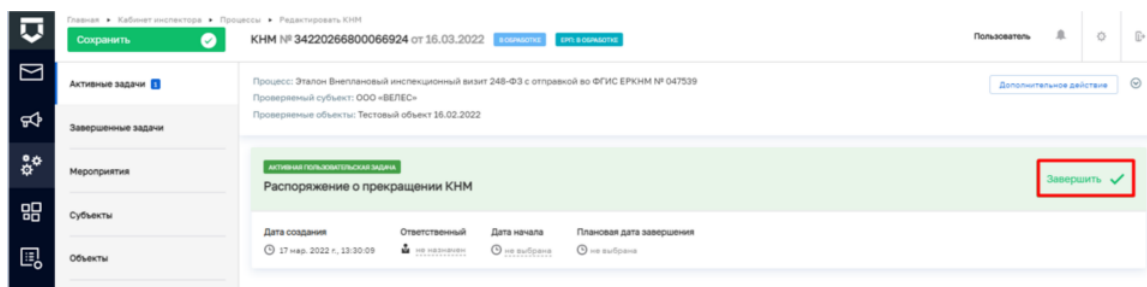 Главная ▸ Кабинет инспектора ▸ Процессы ▸ Редактировать КНМ
Сохранить
КНМ № 34220266800066924 от 16.03.2022 В ОБРАБОТКЕ ЕРП: В ОБРАБОТКЕ
Пользователь
Активные задачи 1
Завершенные задачи
Мероприятия
Субъекты
Объекты
Процесс: Эталон Внеплановый инспекционный визит 248-ФЗ с отправкой во ФГИС ЕРКНМ № 047539
Проверяемый субъект: ООО «ВЕЛЕС»
Проверяемые объекты: Тестовый объект 16.02.2022
Дополнительное действие
АКТИВНАЯ ПОЛЬЗОВАТЕЛЬСКАЯ ЗАДАЧА
Распоряжение о прекращении КНМ
Завершить
Дата создания Ответственный Дата начала Плановая дата завершения
17 мар. 2022 г., 13:30:09 не назначен не выбрана не выбрана